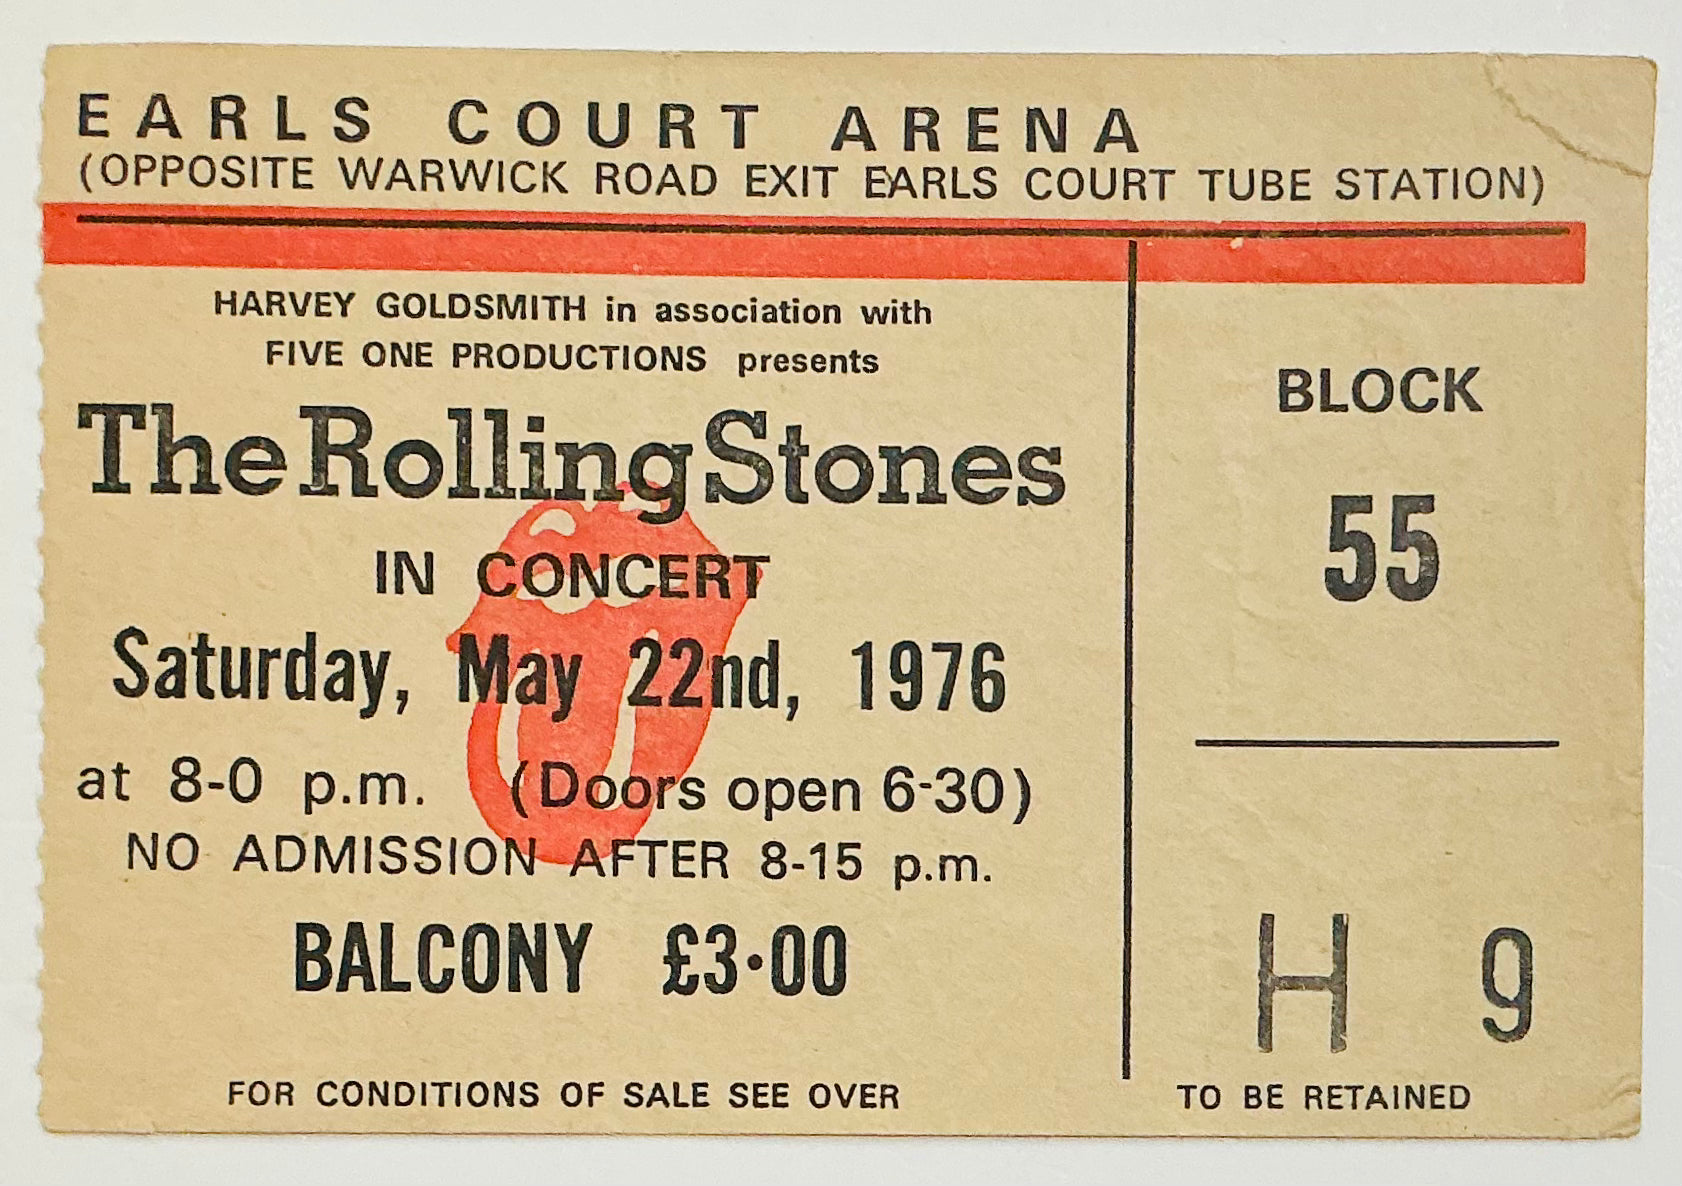 EARLS COURT ARENA
(OPPOSITE WARWICK ROAD EXIT EARLS COURT TUBE STATION)
HARVEY GOLDSMITH in association with
FIVE ONE PRODUCTIONS presents
The Rolling Stones
IN CONCERT
Saturday, May 22nd, 1976
at 8-0 p.m. (Doors open 6-30)
NO ADMISSION AFTER 8-15 p.m.
BALCONY £3·00
FOR CONDITIONS OF SALE SEE OVER
BLOCK
55
H 9
TO BE RETAINED